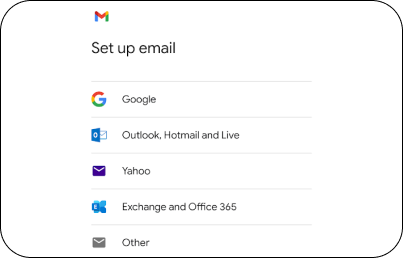 Set up email
Google
Outlook, Hotmail and Live
Yahoo
Exchange and Office 365
Other